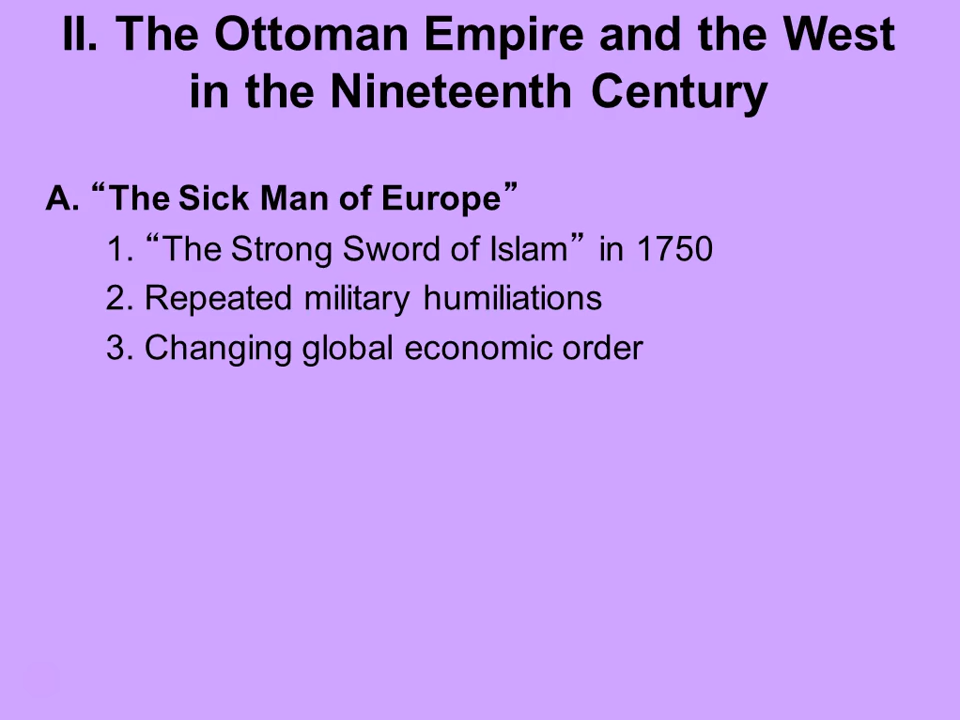 II. The Ottoman Empire and the West
in the Nineteenth Century
A. “The Sick Man of Europe”
1. “The Strong Sword of Islam” in 1750
2. Repeated military humiliations
3. Changing global economic order